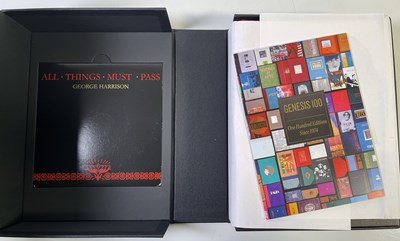 ALL · THINGS · MUST · PASS
GEORGE HARRISON
GENESIS 100
One Hundred Editions
Since 1974